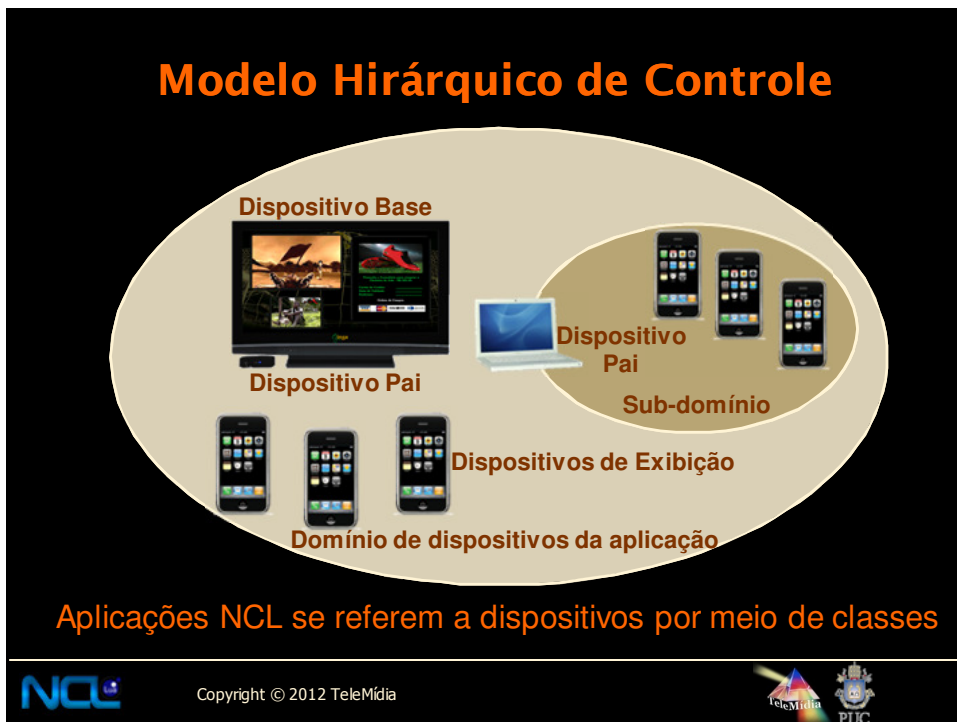 Modelo Hirárquico de Controle
Dispositivo Base
Dispositivo Pai
Dispositivo
Pai
Sub-domínio
Dispositivos de Exibição
Domínio de dispositivos da aplicação
Aplicações NCL se referem a dispositivos por meio de classes
NCL
Copyright © 2012 TeleMídia
TeleMídia
PUC